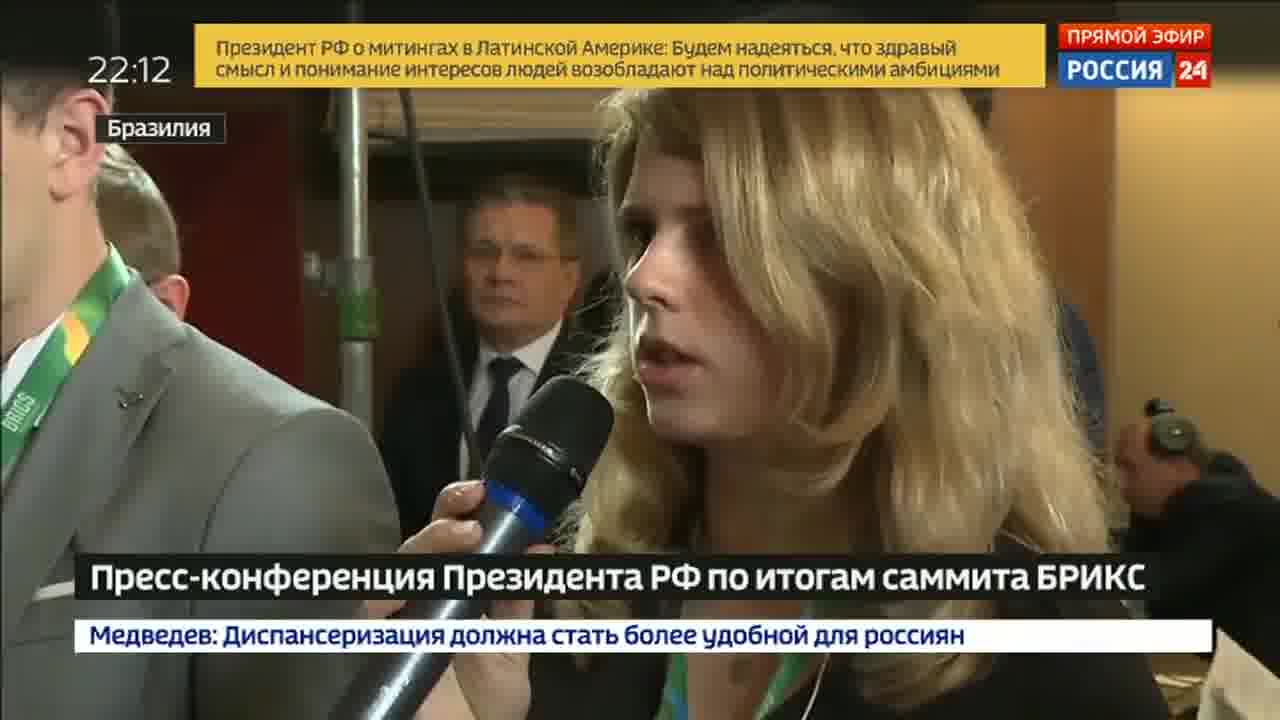 22:12
Президент РФ о митингах в Латинской Америке: Будем надеяться, что здравый
смысл и понимание интересов людей возобладают над политическими амбициями
ПРЯМОЙ ЭФИР
РОССИЯ 24
Бразилия
BRICS
Пресс-конференция Президента РФ по итогам саммита БРИКС
Медведев: Диспансеризация должна стать более удобной для россиян